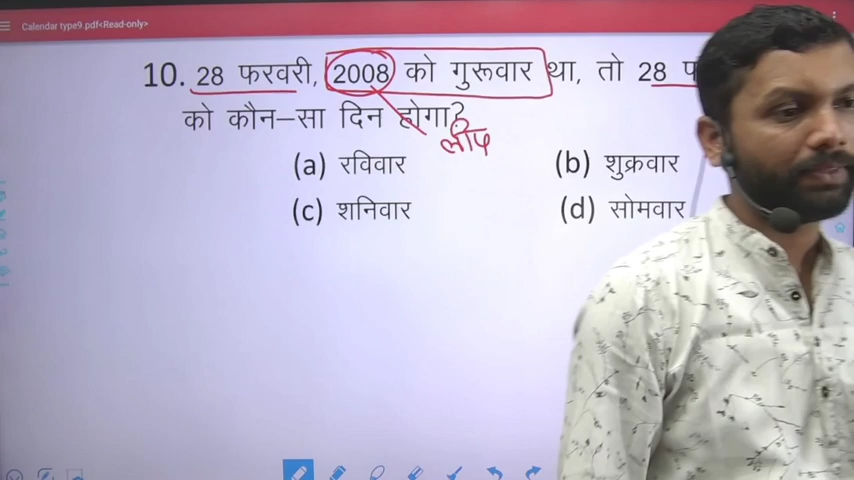 Calendar type9.pdf<Read-only>
10. 28 फरवरी, 2008 को गुरूवार था, तो 28
को कौन–सा दिन होगा?
लीप
(a) रविवार
(b) शुक्रवार
(c) शनिवार
(d) सोमवार